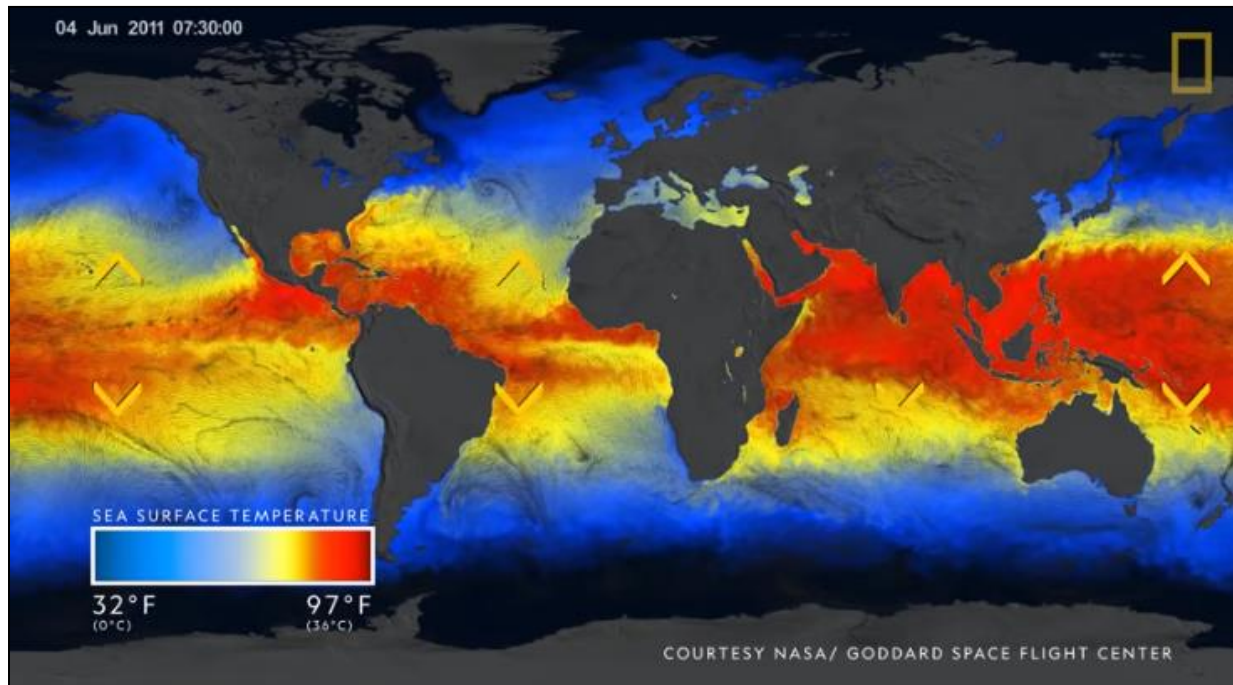 04 Jun 2011 07:30:00
SEA SURFACE TEMPERATURE
32°F 97°F
(0°C) (36°C)
COURTESY NASA/ GODDARD SPACE FLIGHT CENTER